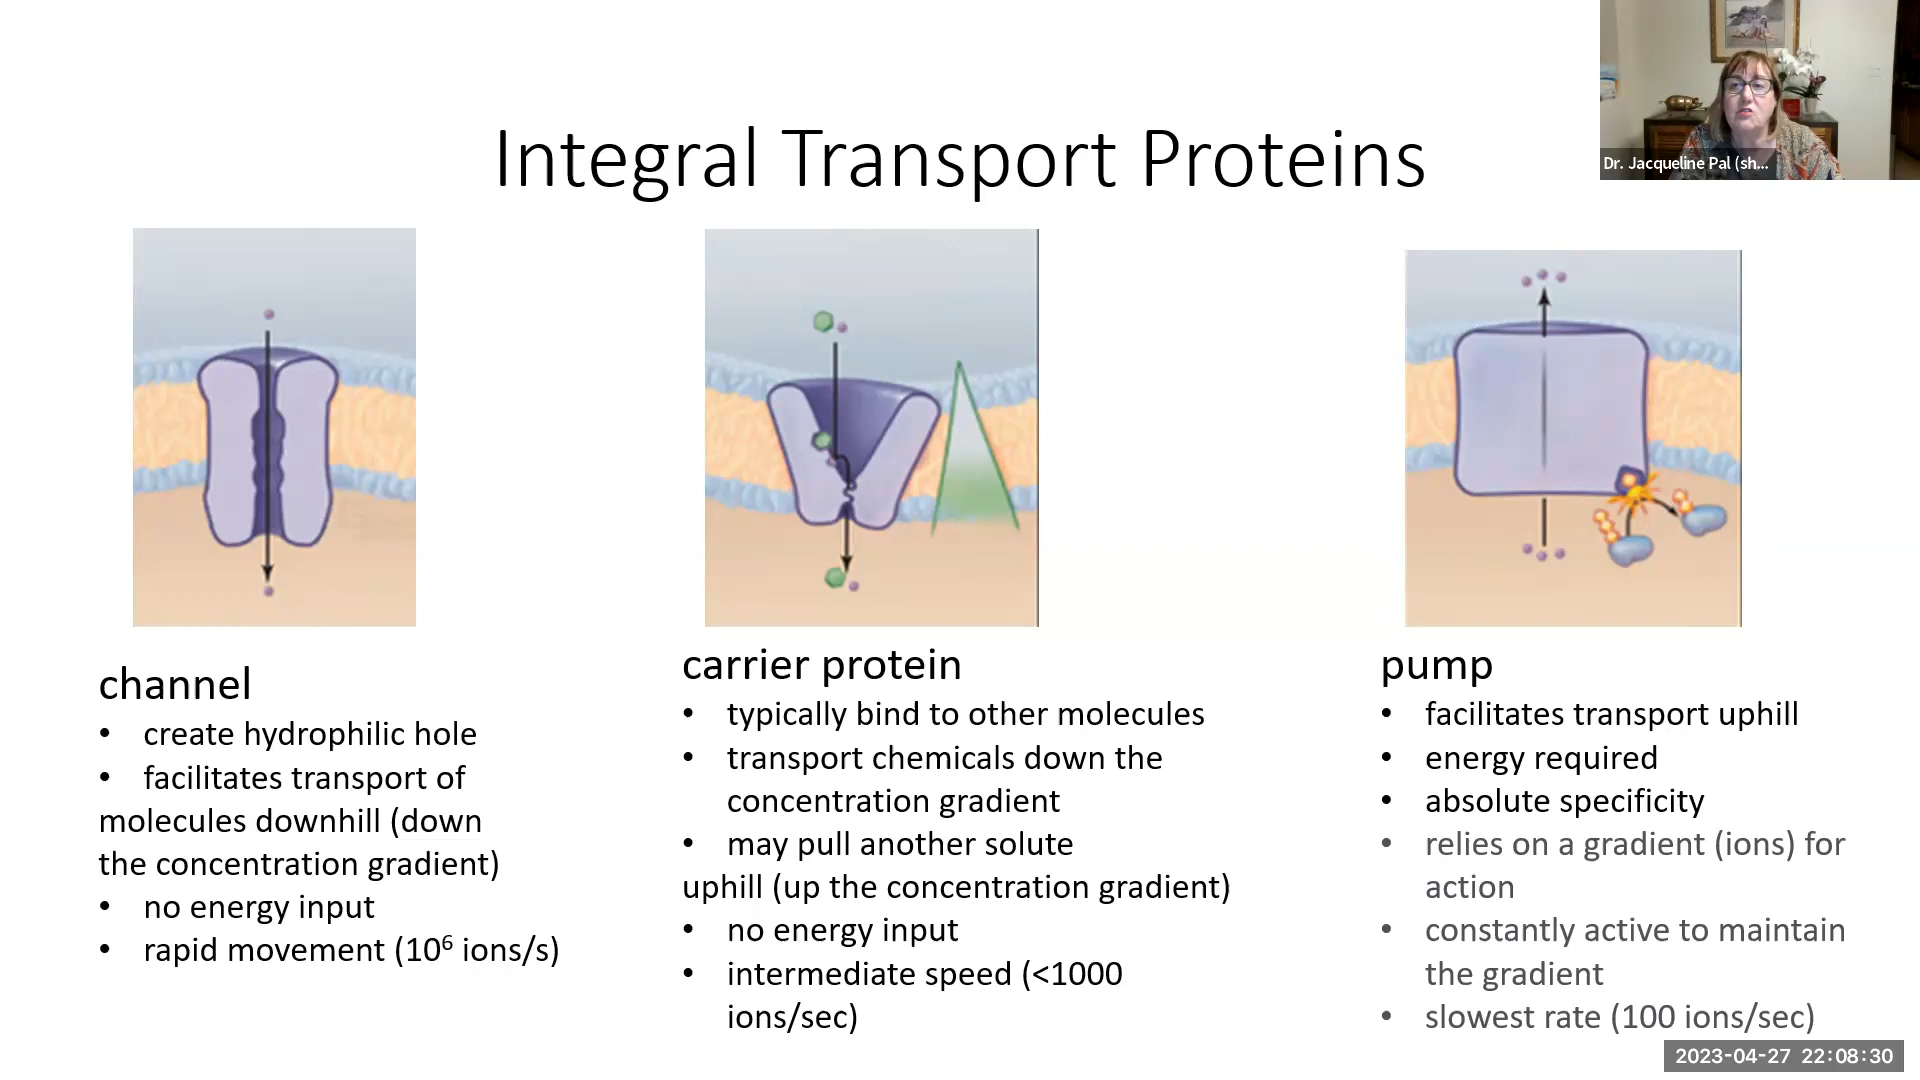 Dr. Jacqueline Pal (sh...
Integral Transport Proteins
channel
• create hydrophilic hole
• facilitates transport of
molecules downhill (down
the concentration gradient)
• no energy input
• rapid movement (10⁶ ions/s)
carrier protein
• typically bind to other molecules
• transport chemicals down the
concentration gradient
• may pull another solute
uphill (up the concentration gradient)
• no energy input
• intermediate speed (<1000
ions/sec)
pump
• facilitates transport uphill
• energy required
• absolute specificity
• relies on a gradient (ions) for
action
• constantly active to maintain
the gradient
• slowest rate (100 ions/sec)
2023-04-27 22:08:30